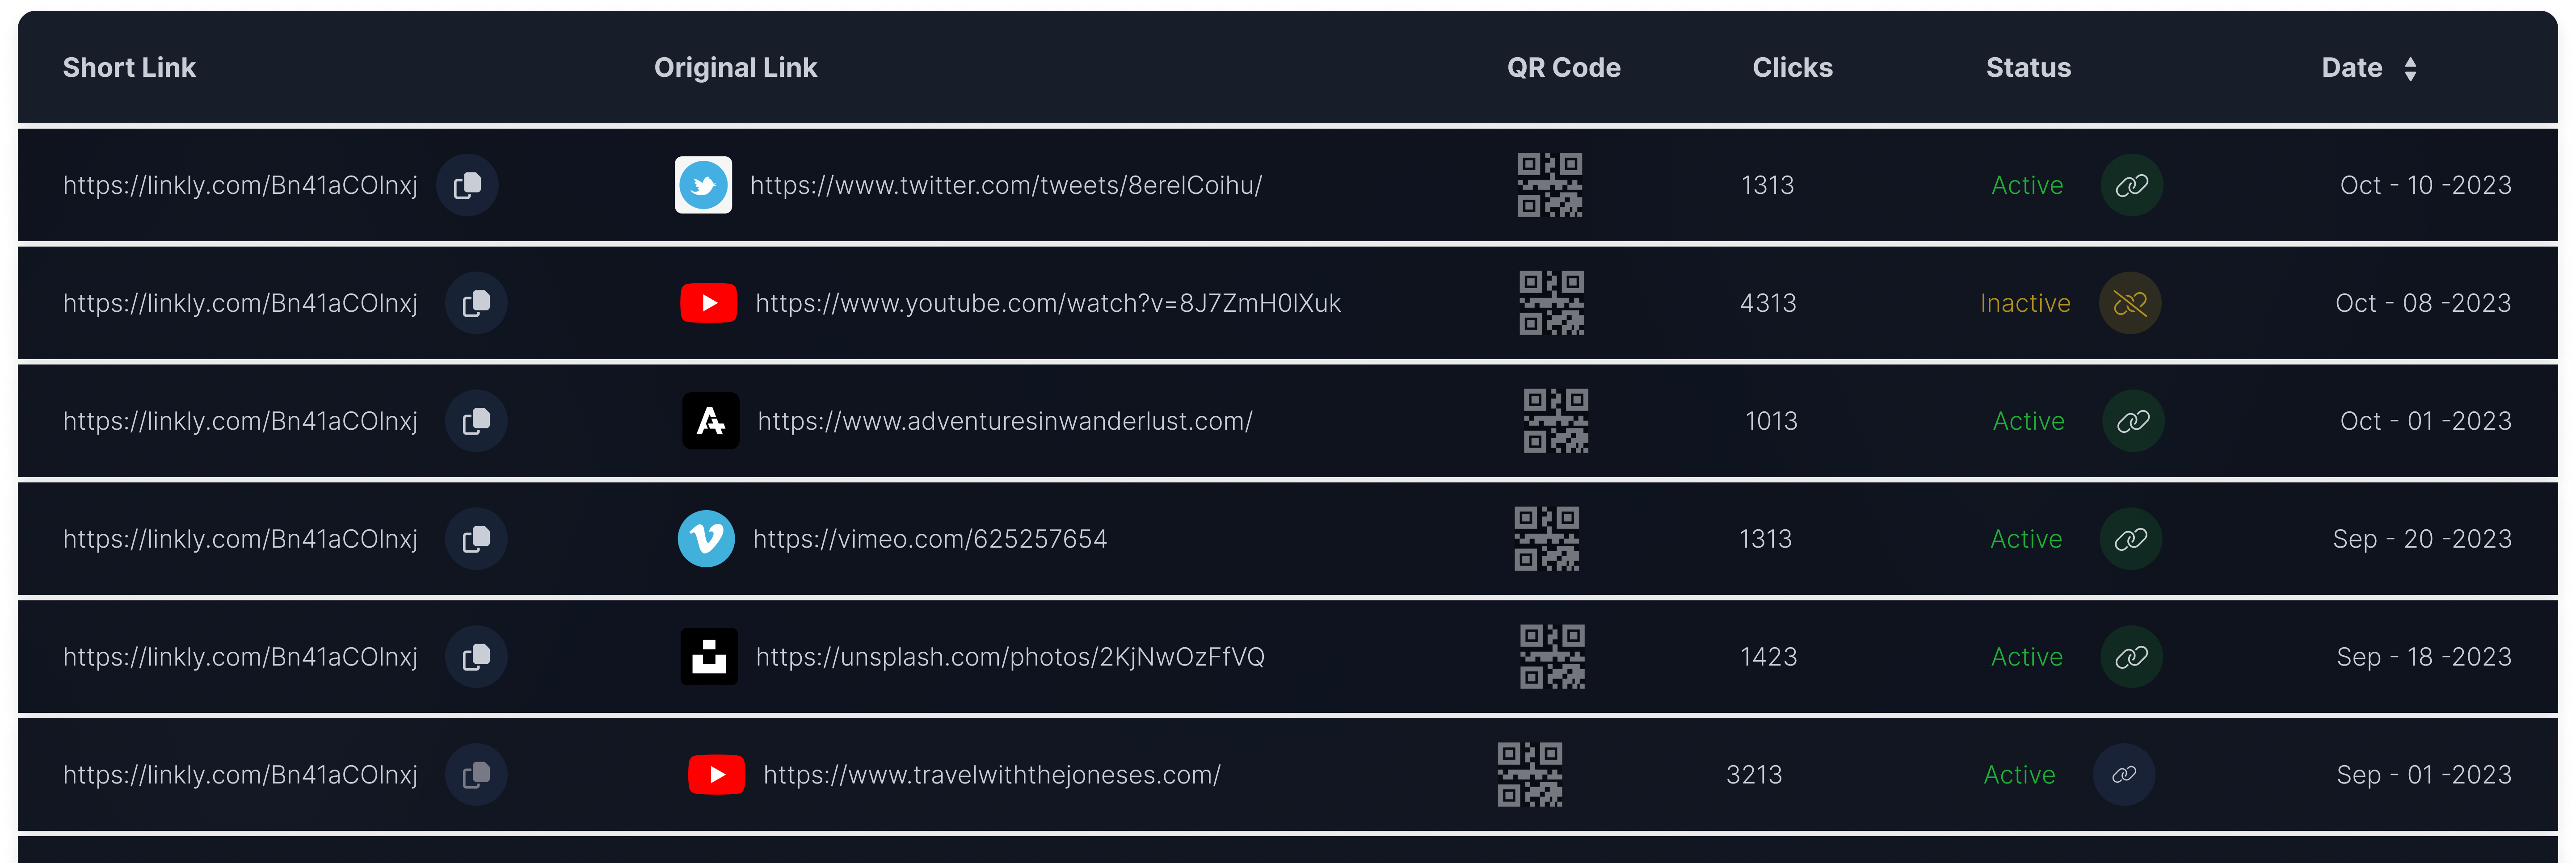 Short Link Original Link QR Code Clicks Status Date
https://linkly.com/Bn41aCOlnxj https://www.twitter.com/tweets/8erelCoihu/ 1313 Active Oct - 10 -2023
https://linkly.com/Bn41aCOlnxj https://www.youtube.com/watch?v=8J7ZmH0lXuk 4313 Inactive Oct - 08 -2023
https://linkly.com/Bn41aCOlnxj https://www.adventuresinwanderlust.com/ 1013 Active Oct - 01 -2023
https://linkly.com/Bn41aCOlnxj https://vimeo.com/625257654 1313 Active Sep - 20 -2023
https://linkly.com/Bn41aCOlnxj https://unsplash.com/photos/2KjNwOzFfVQ 1423 Active Sep - 18 -2023
https://linkly.com/Bn41aCOlnxj https://www.travelwiththejoneses.com/ 3213 Active Sep - 01 -2023